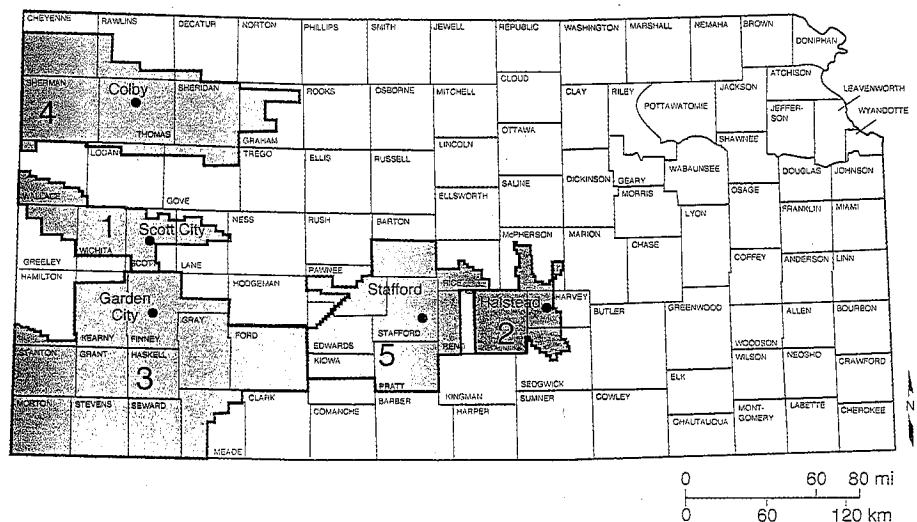 CHEYENNE
RAWLINS
DECATUR
NORTON
PHILLIPS
SMITH
JEWELL
REPUBLIC
WASHINGTON
MARSHALL
NEMAHA
BROWN
DONIPHAN
SHERMAN
4
Colby
THOMAS
SHERIDAN
GRAHAM
ROOKS
OSBORNE
MITCHELL
CLOUD
CLAY
RILEY
POTTAWATOMIE
JACKSON
ATCHISON
JEFFER-
SON
LEAVENWORTH
WYANDOTTE
SHAWNEE
WALLACE
LOGAN
GOVE
TREGO
ELLIS
RUSSELL
LINCOLN
OTTAWA
ELLSWORTH
SALINE
DICKINSON
GEARY
MORRIS
WABAUNSEE
OSAGE
DOUGLAS
JOHNSON
FRANKLIN
MIAMI
GREELEY
1
WICHITA
Scott City
SCOTT
LANE
NESS
RUSH
BARTON
McPHERSON
MARION
CHASE
LYON
COFFEY
ANDERSON
LINN
HAMILTON
KEARNY
Garden
City
FINNEY
GRAY
HODGEMAN
PAWNEE
EDWARDS
Stafford
STAFFORD
RICE
RENO
Halstead
2
HARVEY
BUTLER
GREENWOOD
WOODSON
ALLEN
BOURBON
STANTON
GRANT
HASKELL
3
FORD
KIOWA
5
PRATT
KINGMAN
SEDGWICK
ELK
WILSON
NEOSHO
CRAWFORD
MORTON
STEVENS
SEWARD
MEADE
CLARK
COMANCHE
BARBER
HARPER
SUMNER
COWLEY
CHAUTAUQUA
MONT-
GOMERY
LABETTE
CHEROKEE
N
0 60 80 mi
0 60 120 km